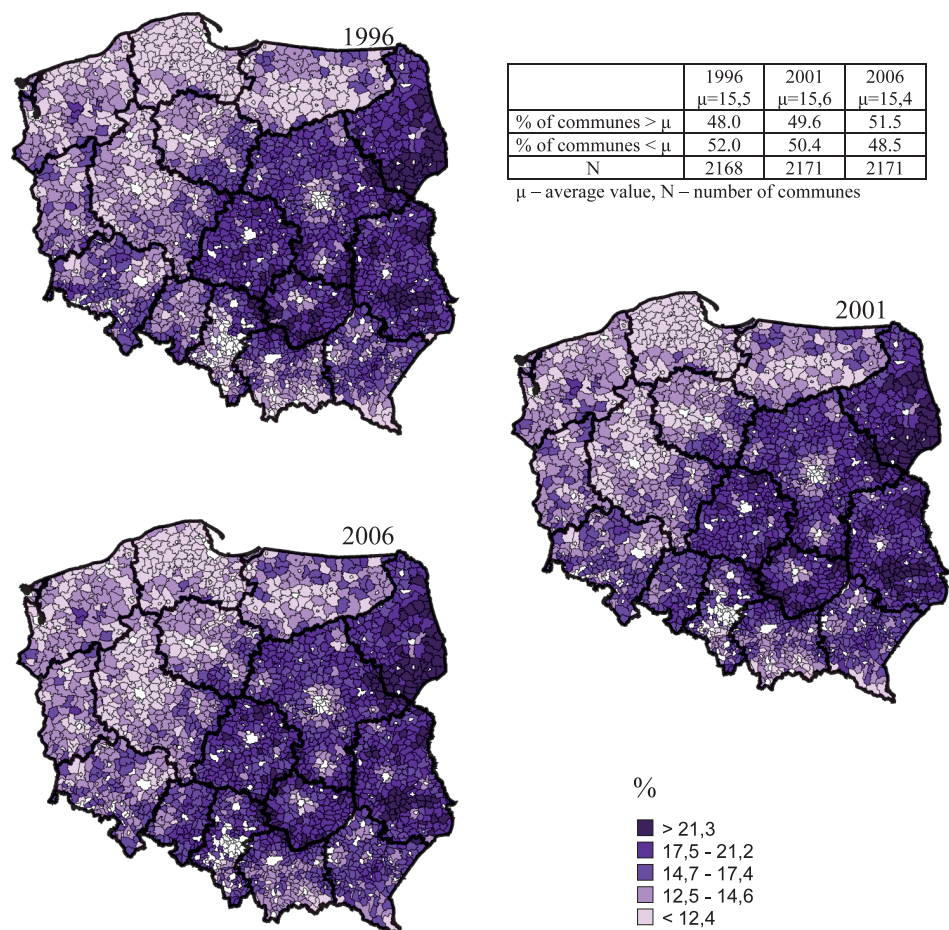 1996
1996 2001 2006
μ=15,5 μ=15,6 μ=15,4
% of communes > μ 48.0 49.6 51.5
% of communes < μ 52.0 50.4 48.5
N 2168 2171 2171
μ – average value, N – number of communes
2001
2006
%
> 21,3
17,5 - 21,2
14,7 - 17,4
12,5 - 14,6
< 12,4